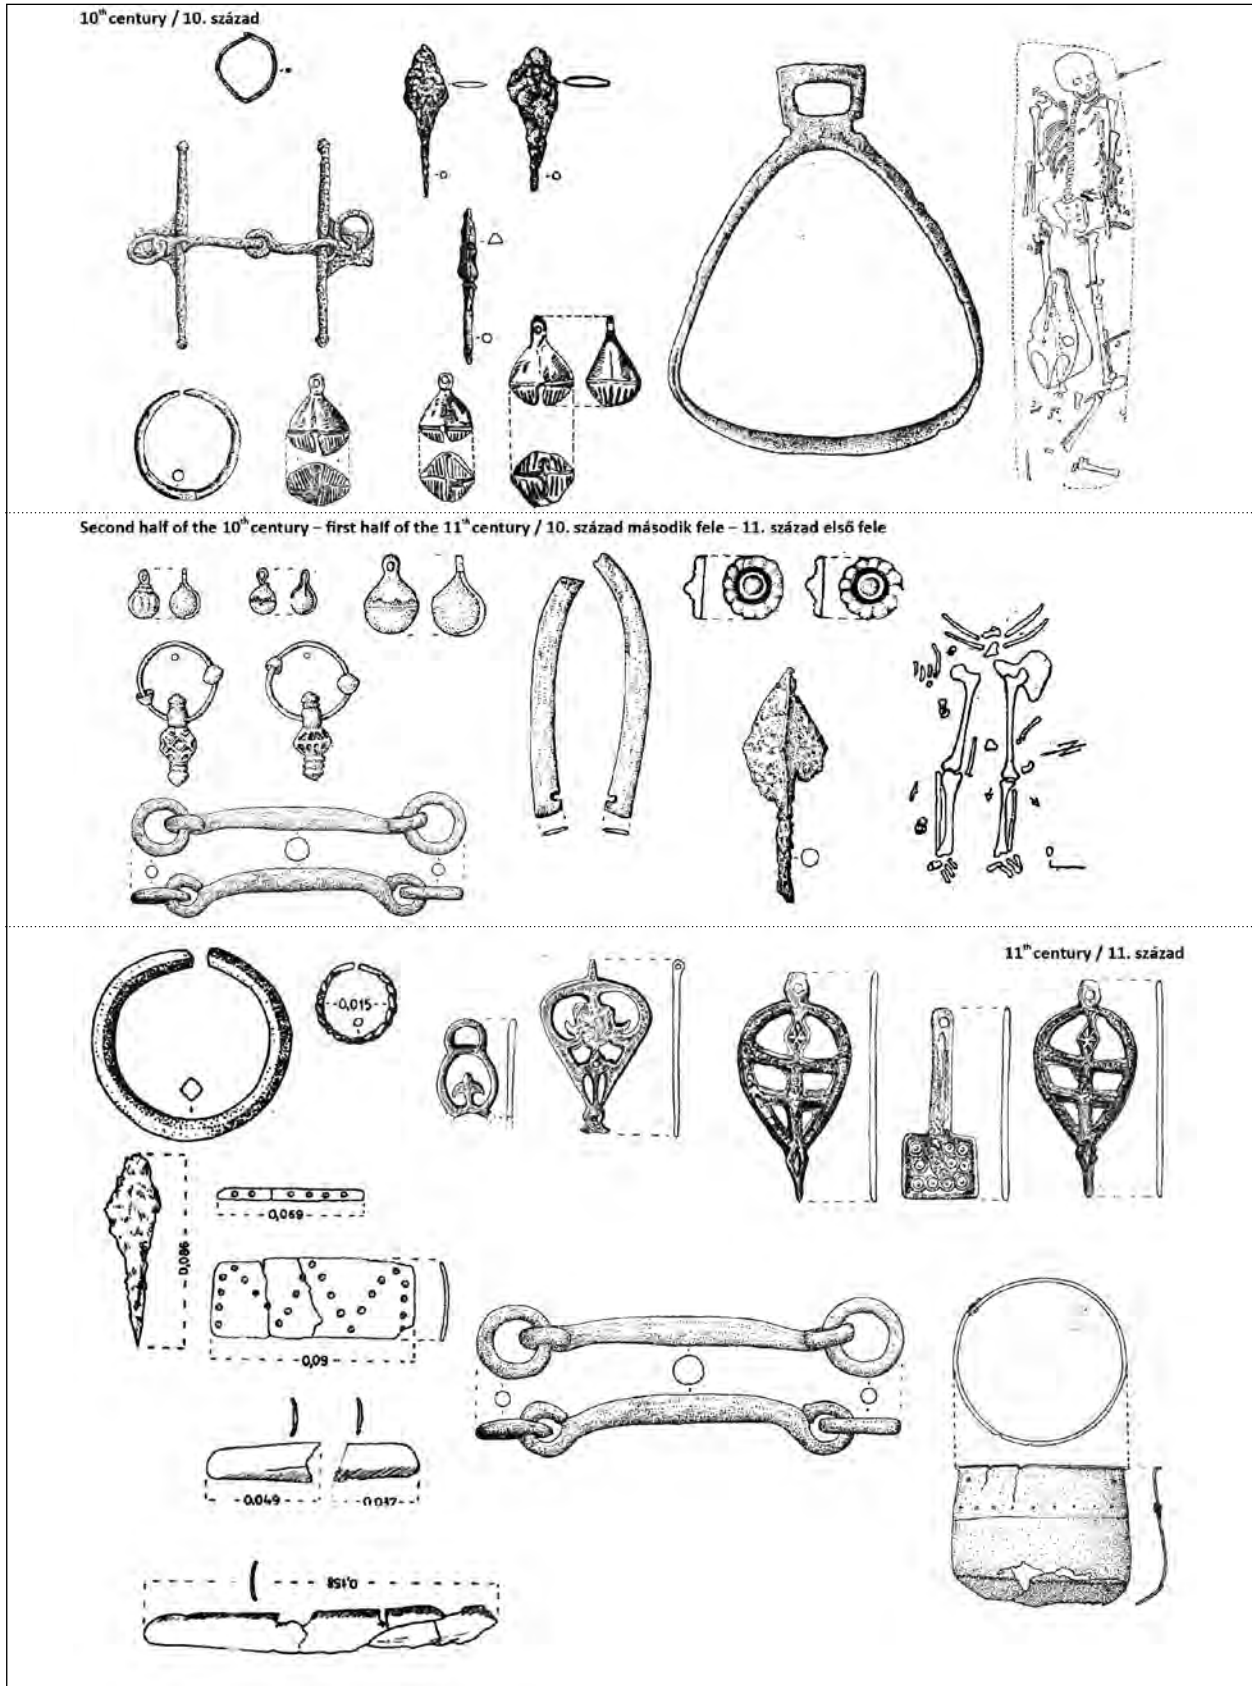 10th century / 10. század
Second half of the 10th century – first half of the 11th century / 10. század második fele – 11. század első fele
11th century / 11. század
0,015
0,086
0,069
0,09
0,049
0,037
0,158